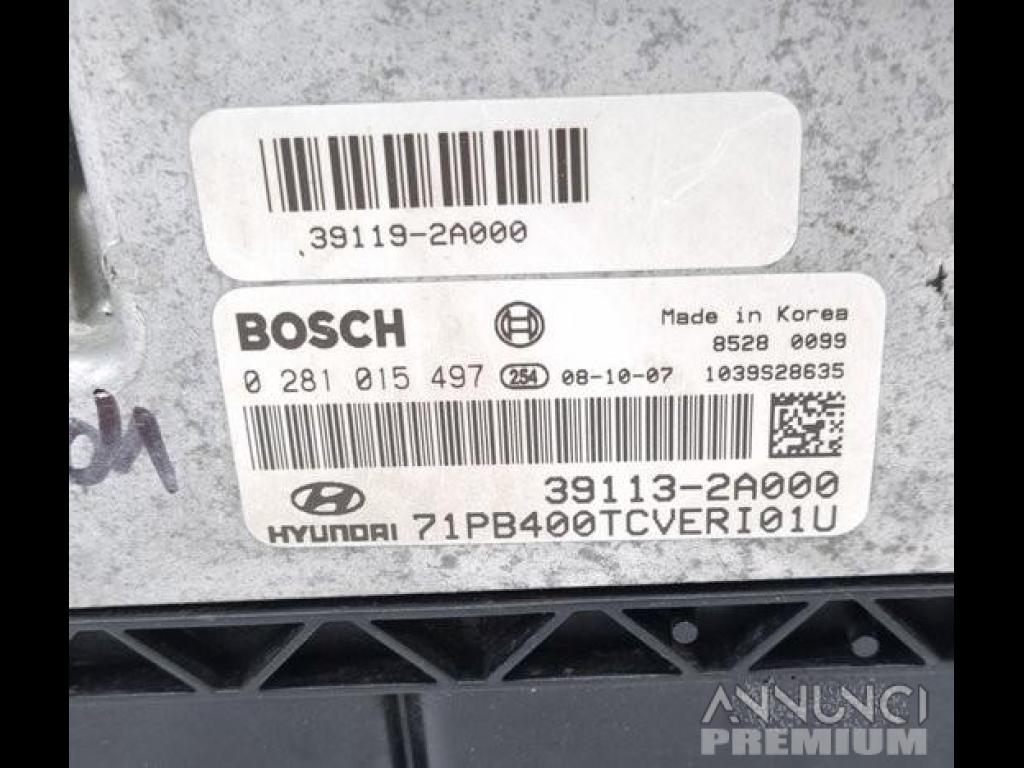 39119-2A000
BOSCH
Made in Korea
8528 0099
0 281 015 497 254 08-10-07 1039S28635
39113-2A000
HYUNDAI 71PB400TCVERI01U
ANNUNCI
PREMIUM